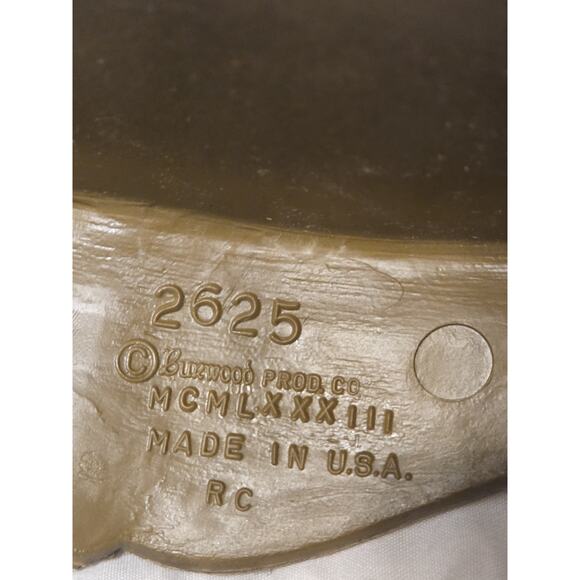 2625
© Burwood PROD. CO
MCMLXXXIII
MADE IN U.S.A.
RC